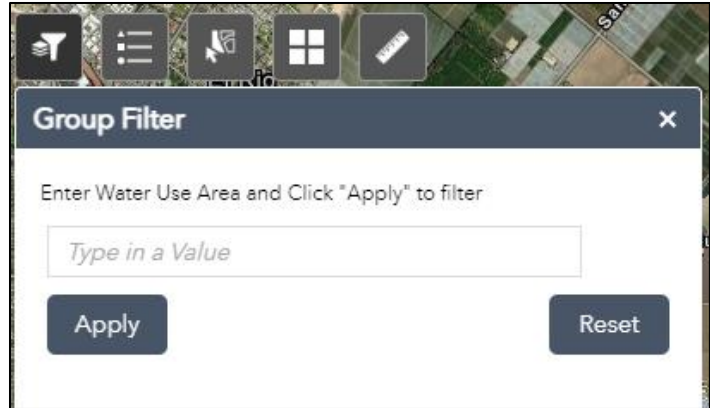 Group Filter
Enter Water Use Area and Click "Apply" to filter
Type in a Value
Apply
Reset